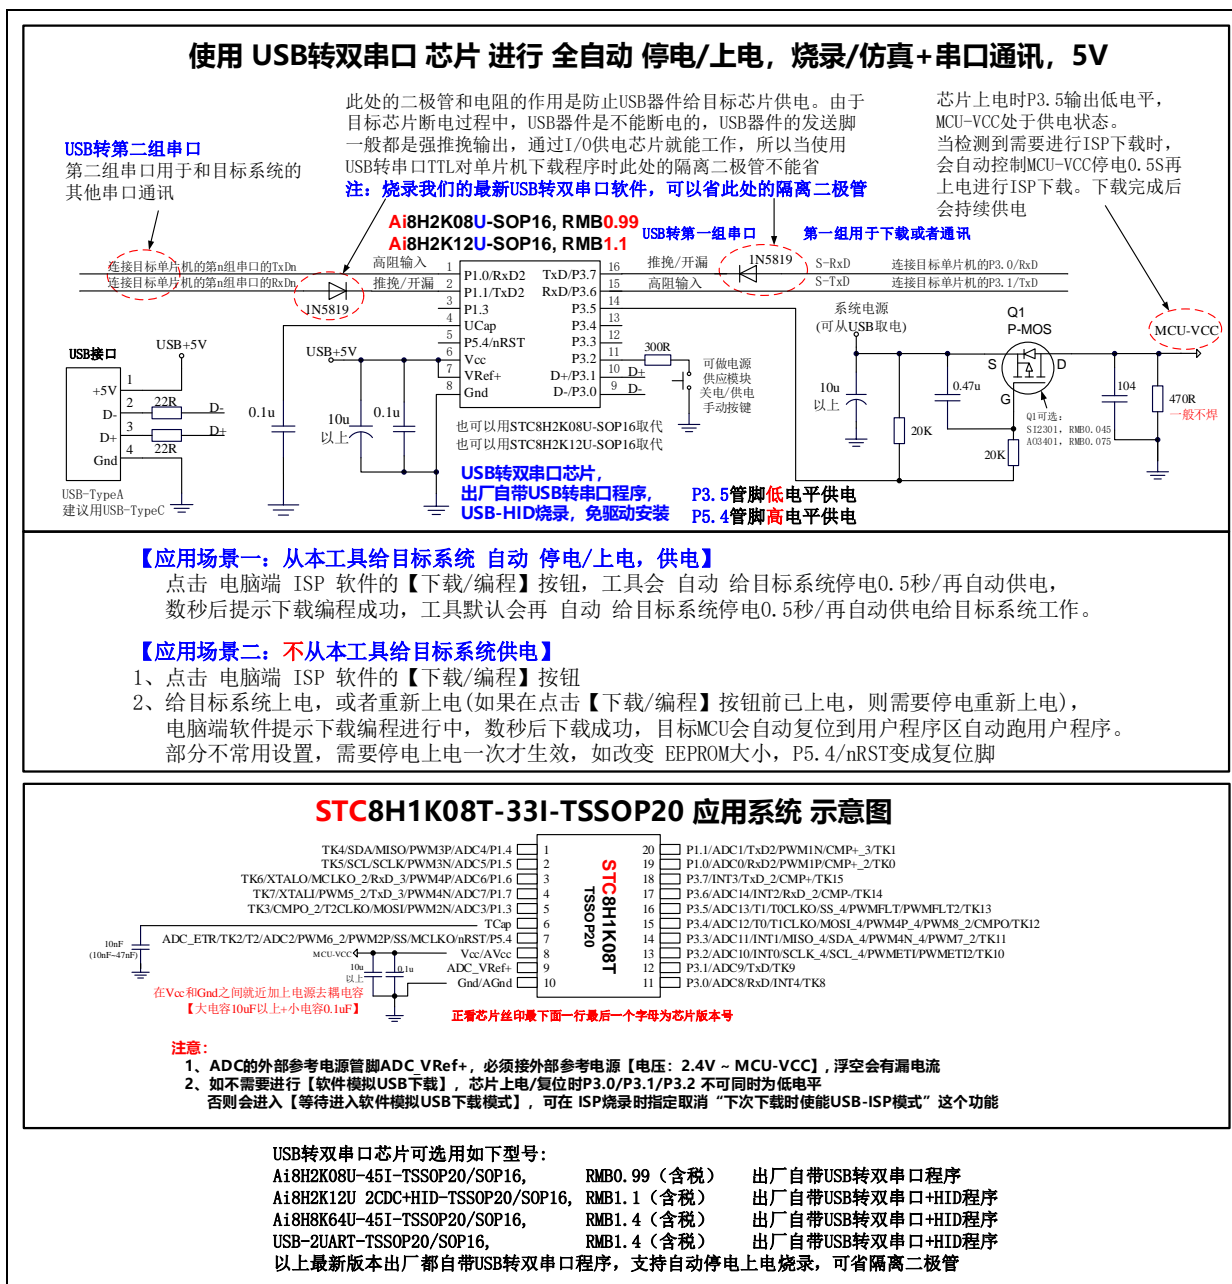 使用 USB转双串口 芯片 进行 全自动 停电/上电，烧录/仿真+串口通讯，5V
此处的二极管和电阻的作用是防止USB器件给目标芯片供电。由于
目标芯片断电过程中，USB器件是不能断电的，USB器件的发送脚
一般都是强推挽输出，通过I/O供电芯片就能工作，所以当使用
USB转串口TTL对单片机下载程序时此处的隔离二极管不能省
注：烧录我们的最新USB转双串口软件，可以省此处的隔离二极管
芯片上电时P3.5输出低电平，
MCU-VCC处于供电状态。
当检测到需要进行ISP下载时，
会自动控制MCU-VCC停电0.5S再
上电进行ISP下载。下载完成后
会持续供电
USB转第二组串口
第二组串口用于和目标系统的
其他串口通讯
Ai8H2K08U-SOP16, RMB0.99
Ai8H2K12U-SOP16, RMB1.1
USB转第一组串口
第一组用于下载或者通讯
连接目标单片机的第n组串口的TxDn
连接目标单片机的第n组串口的RxDn
1N5819
高阻输入
推挽/开漏
1
2
3
4
5
6
7
8
P1.0/RxD2
P1.1/TxD2
P1.3
UCap
P5.4/nRST
Vcc
VRef+
Gnd
TxD/P3.7
RxD/P3.6
P3.5
P3.4
P3.3
P3.2
D+/P3.1
D-/P3.0
16
15
14
13
12
11
10
9
推挽/开漏
高阻输入
1N5819
S-RxD
S-TxD
连接目标单片机的P3.0/RxD
连接目标单片机的P3.1/TxD
300R
D+
D-
可做电源
供应模块
关电/供电
手动按键
系统电源
(可从USB取电)
10u
以上
0.47u
20K
20K
Q1
P-MOS
S
D
G
Q1可选：
SI2301, RMB0.045
AO3401, RMB0.075
104
470R
一般不焊
MCU-VCC
USB接口
USB+5V
+5V
D-
D+
Gnd
1
2
3
4
22R
22R
D-
D+
USB-TypeA
建议用USB-TypeC
0.1u
USB+5V
10u
以上
0.1u
也可以用STC8H2K08U-SOP16取代
也可以用STC8H2K12U-SOP16取代
USB转双串口芯片，
出厂自带USB转串口程序，
USB-HID烧录，免驱动安装
P3.5管脚低电平供电
P5.4管脚高电平供电
【应用场景一：从本工具给目标系统 自动 停电/上电，供电】
点击 电脑端 ISP 软件的【下载/编程】按钮，工具会 自动 给目标系统停电0.5秒/再自动供电，
数秒后提示下载编程成功，工具默认会再 自动 给目标系统停电0.5秒/再自动供电给目标系统工作。
【应用场景二：不从本工具给目标系统供电】
1、点击 电脑端 ISP 软件的【下载/编程】按钮
2、给目标系统上电，或者重新上电(如果在点击【下载/编程】按钮前已上电，则需要停电重新上电)，
电脑端软件提示下载编程进行中，数秒后下载成功，目标MCU会自动复位到用户程序区自动跑用户程序。
部分不常用设置，需要停电上电一次才生效，如改变 EEPROM大小，P5.4/nRST变成复位脚
STC8H1K08T-33I-TSSOP20 应用系统 示意图
TK4/SDA/MISO/PWM3P/ADC4/P1.4 1
TK5/SCL/SCLK/PWM3N/ADC5/P1.5 2
TK6/XTALO/MCLKO_2/RxD_3/PWM4P/ADC6/P1.6 3
TK7/XTALI/PWM5_2/TxD_3/PWM4N/ADC7/P1.7 4
TK3/CMPO_2/T2CLKO/MOSI/PWM2N/ADC3/P1.3 5
TCap 6
ADC_ETR/TK2/T2/ADC2/PWM6_2/PWM2P/SS/MCLKO/nRST/P5.4 7
Vcc/AVcc 8
ADC_VRef+ 9
Gnd/AGnd 10
STC8H1K08T
TSSOP20
20 P1.1/ADC1/TxD2/PWM1N/CMP+_3/TK1
19 P1.0/ADC0/RxD2/PWM1P/CMP+_2/TK0
18 P3.7/INT3/TxD_2/CMP+/TK15
17 P3.6/ADC14/INT2/RxD_2/CMP-/TK14
16 P3.5/ADC13/T1/T0CLKO/SS_4/PWMFLT/PWMFLT2/TK13
15 P3.4/ADC12/T0/T1CLKO/MOSI_4/PWM4P_4/PWM8_2/CMPO/TK12
14 P3.3/ADC11/INT1/MISO_4/SDA_4/PWM4N_4/PWM7_2/TK11
13 P3.2/ADC10/INT0/SCLK_4/SCL_4/PWMETI/PWMETI2/TK10
12 P3.1/ADC9/TxD/TK9
11 P3.0/ADC8/RxD/INT4/TK8
10nF
(10nF~47nF)
MCU-VCC
10u
以上
0.1u
在Vcc和Gnd之间就近加上电源去耦电容
【大电容10uF以上+小电容0.1uF】
正看芯片丝印最下面一行最后一个字母为芯片版本号
注意：
1、ADC的外部参考电源管脚ADC_VRef+，必须接外部参考电源【电压：2.4V ~ MCU-VCC】, 浮空会有漏电流
2、如不需要进行【软件模拟USB下载】，芯片上电/复位时P3.0/P3.1/P3.2 不可同时为低电平
否则会进入【等待进入软件模拟USB下载模式】，可在 ISP烧录时指定取消 “下次下载时使能USB-ISP模式” 这个功能
USB转双串口芯片可选用如下型号：
Ai8H2K08U-45I-TSSOP20/SOP16, RMB0.99（含税） 出厂自带USB转双串口程序
Ai8H2K12U 2CDC+HID-TSSOP20/SOP16, RMB1.1（含税） 出厂自带USB转双串口+HID程序
Ai8H8K64U-45I-TSSOP20/SOP16, RMB1.4（含税） 出厂自带USB转双串口+HID程序
USB-2UART-TSSOP20/SOP16, RMB1.4（含税） 出厂自带USB转双串口+HID程序
以上最新版本出厂都自带USB转双串口程序，支持自动停电上电烧录，可省隔离二极管